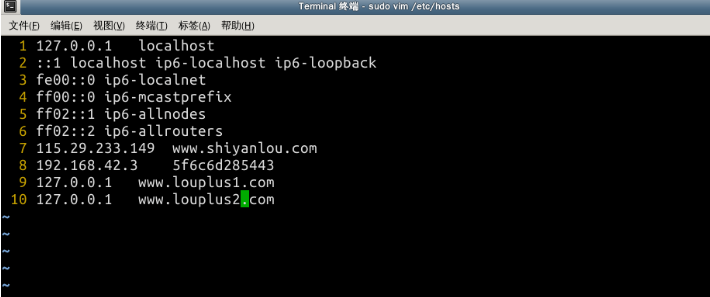 Terminal 终端 - sudo vim /etc/hosts
文件(F) 编辑(E) 视图(V) 终端(T) 标签(A) 帮助(H)
1 127.0.0.1   localhost
2 ::1 localhost ip6-localhost ip6-loopback
3 fe00::0 ip6-localnet
4 ff00::0 ip6-mcastprefix
5 ff02::1 ip6-allnodes
6 ff02::2 ip6-allrouters
7 115.29.233.149  www.shiyanlou.com
8 192.168.42.3    5f6c6d285443
9 127.0.0.1   www.louplus1.com
10 127.0.0.1   www.louplus2.com
~
~
~
~
~